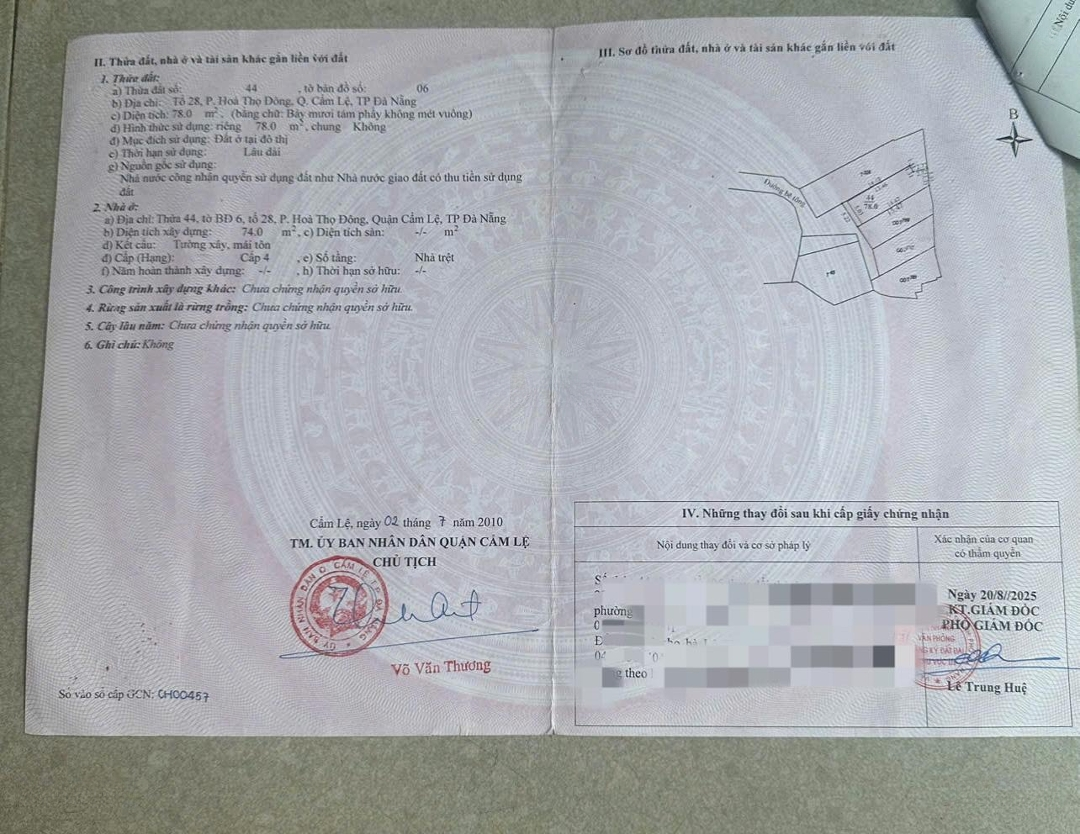 II. Thửa đất, nhà ở và tài sản khác gắn liền với đất
1. Thửa đất:
a) Thửa đất số: 44 , tờ bản đồ số: 06
b) Địa chỉ: Tổ 28, P. Hoà Thọ Đông, Q. Cẩm Lệ, TP Đà Nẵng
c) Diện tích: 78.0 m², (bằng chữ: Bảy mươi tám phẩy không mét vuông)
d) Hình thức sử dụng: riêng 78.0 m², chung Không
đ) Mục đích sử dụng: Đất ở tại đô thị
e) Thời hạn sử dụng: Lâu dài
g) Nguồn gốc sử dụng:
Nhà nước công nhận quyền sử dụng đất như Nhà nước giao đất có thu tiền sử dụng
đất
2. Nhà ở:
a) Địa chỉ: Thửa 44, tờ BĐ 6, tổ 28, P. Hoà Thọ Đông, Quận Cẩm Lệ, TP Đà Nẵng
b) Diện tích xây dựng: 74.0 m², c) Diện tích sàn: -/- m²
d) Kết cấu: Tường xây, mái tôn
đ) Cấp (Hạng): Cấp 4 , e) Số tầng: Nhà trệt
f) Năm hoàn thành xây dựng: -/- , h) Thời hạn sở hữu: -/-
3. Công trình xây dựng khác: Chưa chứng nhận quyền sở hữu.
4. Rừng sản xuất là rừng trồng: Chưa chứng nhận quyền sở hữu.
5. Cây lâu năm: Chưa chứng nhận quyền sở hữu.
6. Ghi chú: Không
Cẩm Lệ, ngày 02 tháng 7 năm 2010
TM. ỦY BAN NHÂN DÂN QUẬN CẨM LỆ
CHỦ TỊCH
Võ Văn Thương
Số vào sổ cấp GCN: CH00457
III. Sơ đồ thửa đất, nhà ở và tài sản khác gắn liền với đất
B
Đường bê tông
44
78.0
IV. Những thay đổi sau khi cấp giấy chứng nhận
Nội dung thay đổi và cơ sở pháp lý
Xác nhận của cơ quan
có thẩm quyền
phường
theo
Ngày 20/8//2025
KT.GIÁM ĐỐC
PHÓ GIÁM ĐỐC
VĂN PHÒNG
Lê Trung Huệ
Nội du